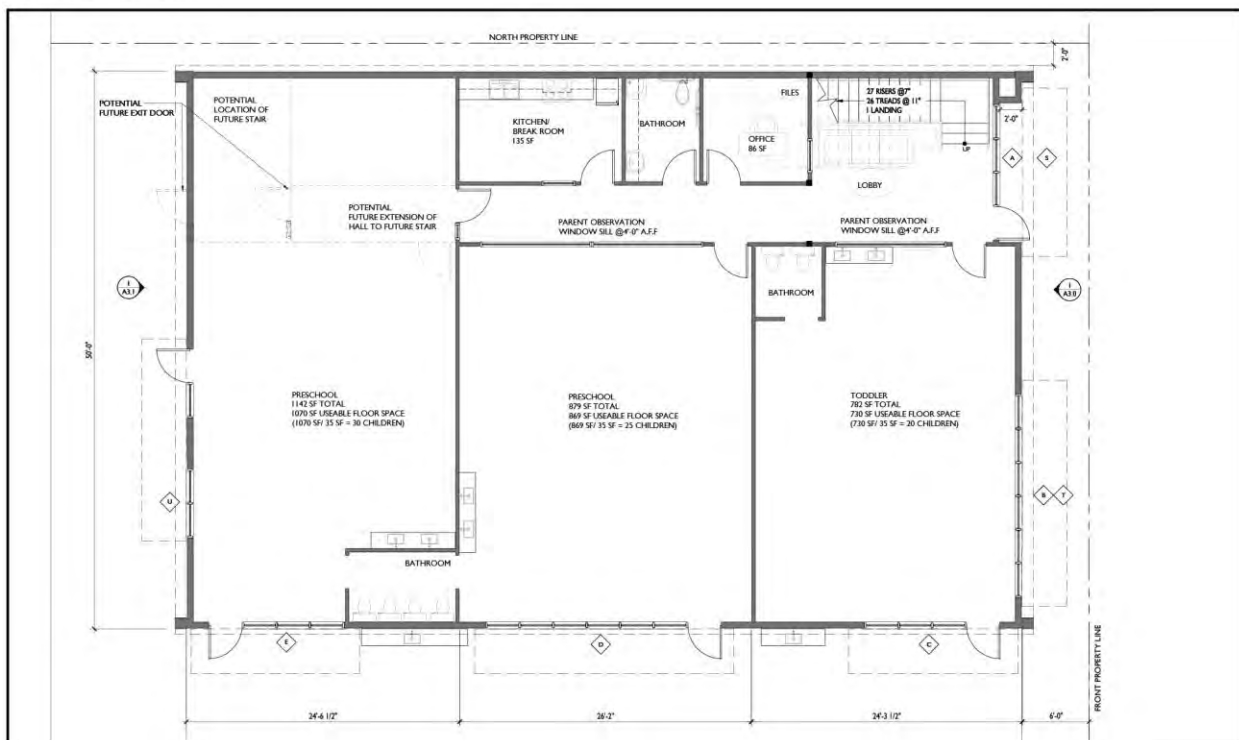 NORTH PROPERTY LINE
2'-0"
POTENTIAL
FUTURE EXIT DOOR
POTENTIAL
LOCATION OF
FUTURE STAIR
KITCHEN/
BREAK ROOM
135 SF
BATHROOM
FILES
OFFICE
86 SF
27 RISERS @7"
26 TREADS @ 11"
1 LANDING
UP
2'-0"
A
S
LOBBY
POTENTIAL
FUTURE EXTENSION OF
HALL TO FUTURE STAIR
PARENT OBSERVATION
WINDOW SILL @4'-0" A.F.F
PARENT OBSERVATION
WINDOW SILL @4'-0" A.F.F
BATHROOM
1
A3.1
1
A3.0
50'-0"
PRESCHOOL
1142 SF TOTAL
1070 SF USEABLE FLOOR SPACE
(1070 SF/ 35 SF = 30 CHILDREN)
PRESCHOOL
879 SF TOTAL
869 SF USEABLE FLOOR SPACE
(869 SF/ 35 SF = 25 CHILDREN)
TODDLER
782 SF TOTAL
730 SF USEABLE FLOOR SPACE
(730 SF/ 35 SF = 20 CHILDREN)
U
B
T
BATHROOM
E
D
C
FRONT PROPERTY LINE
24'-6 1/2"
26'-2"
24'-3 1/2"
6'-0"